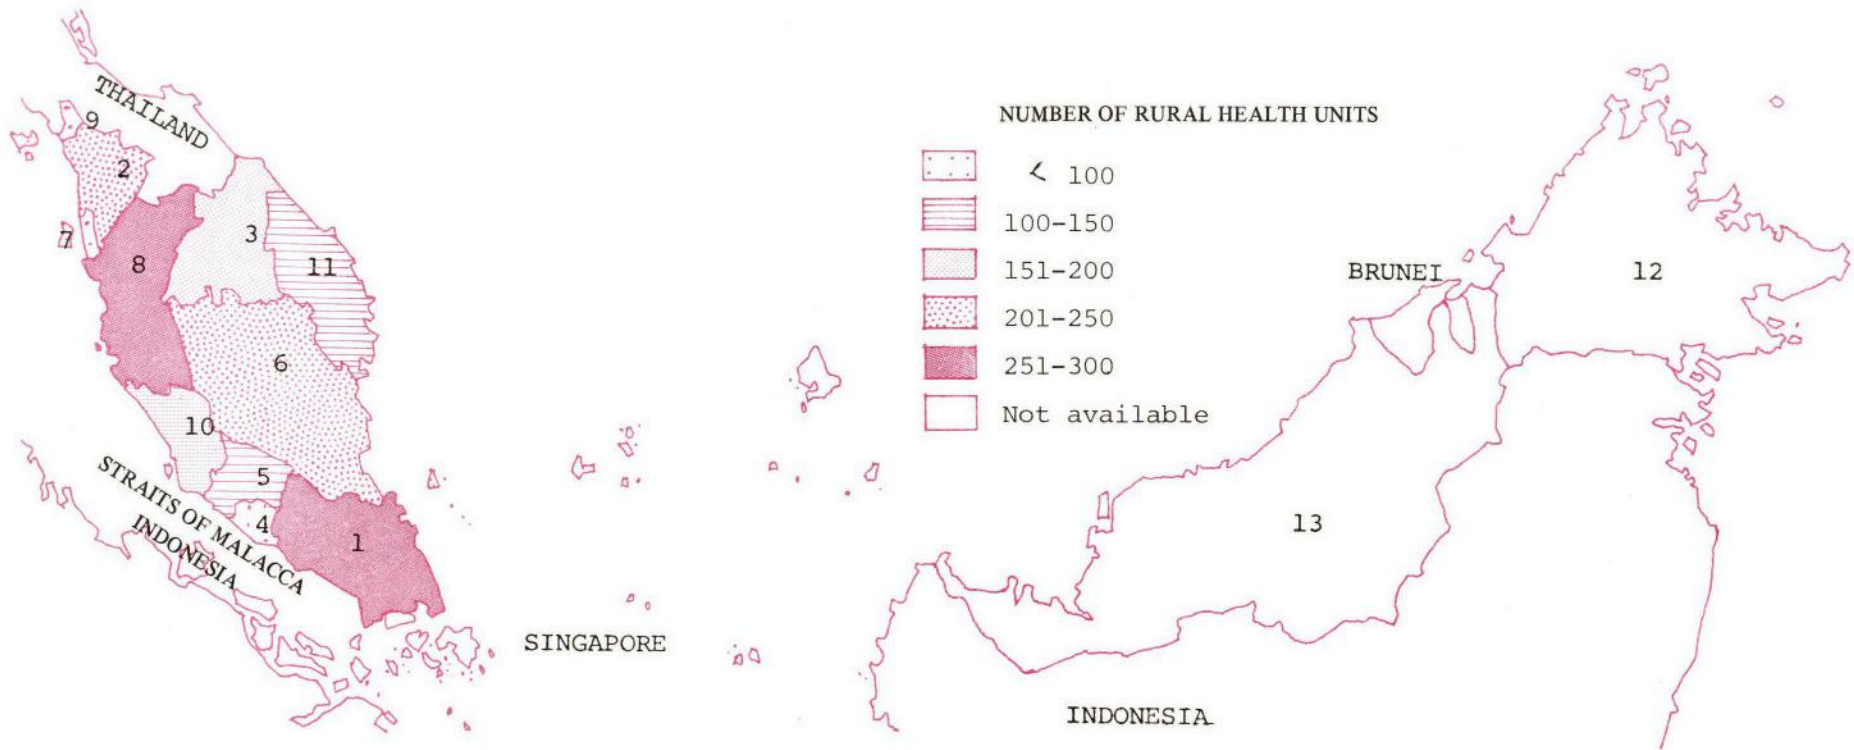 THAILAND
9
2
7
8
3
11
6
10
5
4
1
STRAITS OF MALACCA
INDONESIA
SINGAPORE
NUMBER OF RURAL HEALTH UNITS
< 100
100-150
151-200
201-250
251-300
Not available
BRUNEI
12
13
INDONESIA